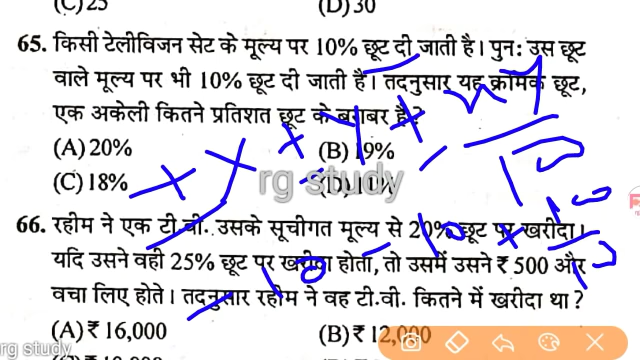 (C) 25 (D) 30
65. किसी टेलीविजन सेट के मूल्य पर 10% छूट दी जाती है। पुन: उस छूट
वाले मूल्य पर भी 10% छूट दी जाती है। तदनुसार यह क्रमिक छूट,
एक अकेली कितने प्रतिशत छूट के बराबर है?
(A) 20% (B) 19%
(C) 18% (D) 11%
rg study
66. रहीम ने एक टी.वी. उसके सूचीगत मूल्य से 20% छूट पर खरीदा।
यदि उसने वही 25% छूट पर खरीदा होता, तो उसमें उसने ₹ 500 और
बचा लिए होते। तदनुसार रहीम ने वह टी.वी. कितने में खरीदा था?
(A) ₹ 16,000 (B) ₹ 12,000
rg study